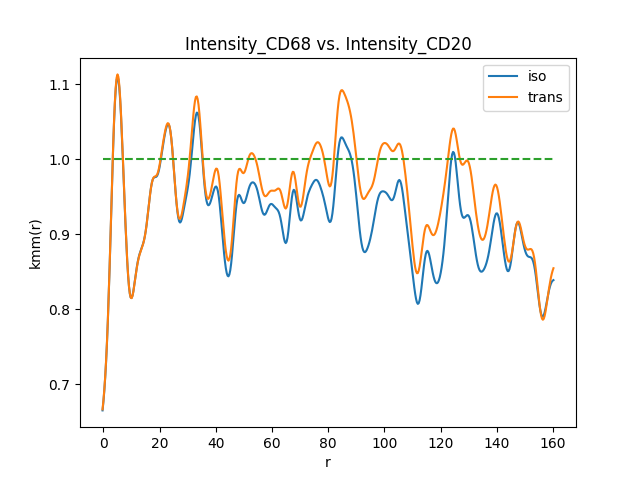 Intensity_CD68 vs. Intensity_CD20
iso
trans
1.1
1.0
0.9
0.8
0.7
kmm(r)
0 20 40 60 80 100 120 140 160
r